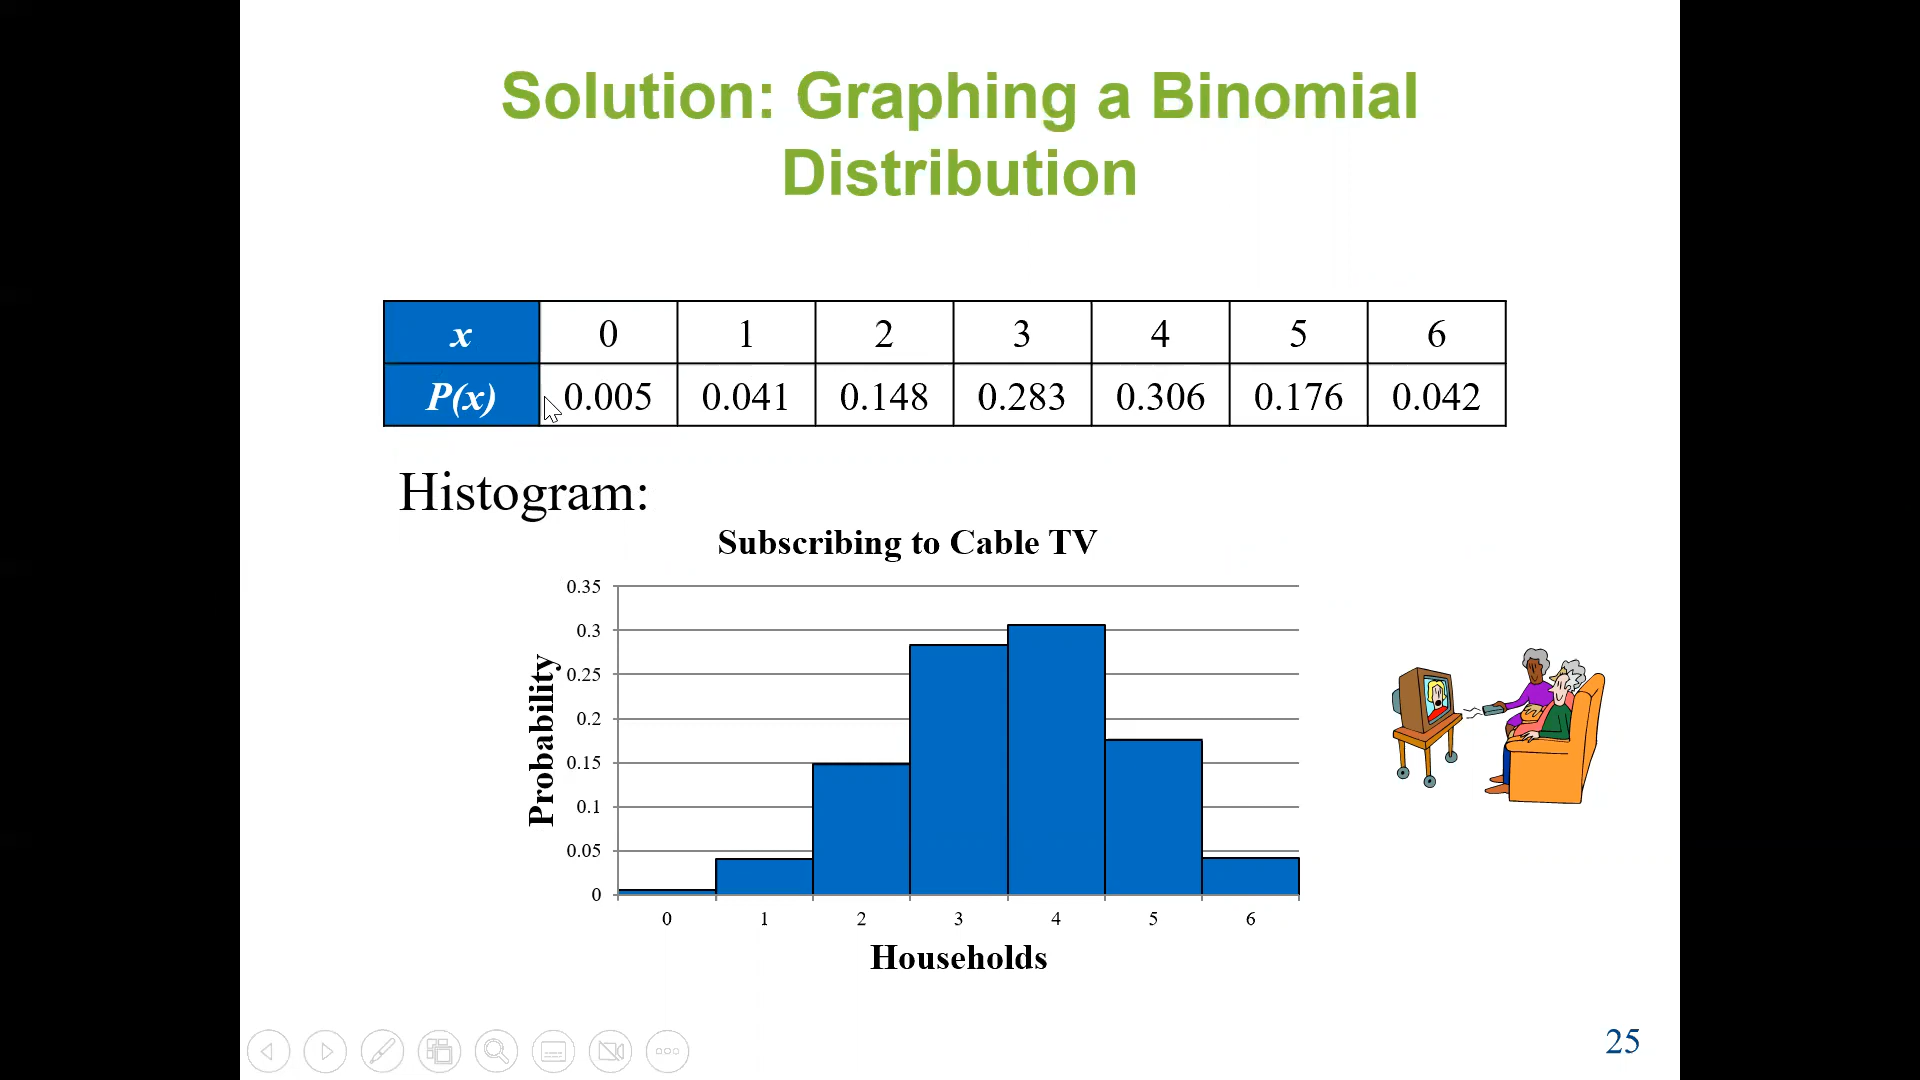 Solution: Graphing a Binomial
Distribution
x 0 1 2 3 4 5 6
P(x) 0.005 0.041 0.148 0.283 0.306 0.176 0.042
Histogram:
Subscribing to Cable TV
Probability
0.35
0.3
0.25
0.2
0.15
0.1
0.05
0
0 1 2 3 4 5 6
Households
25